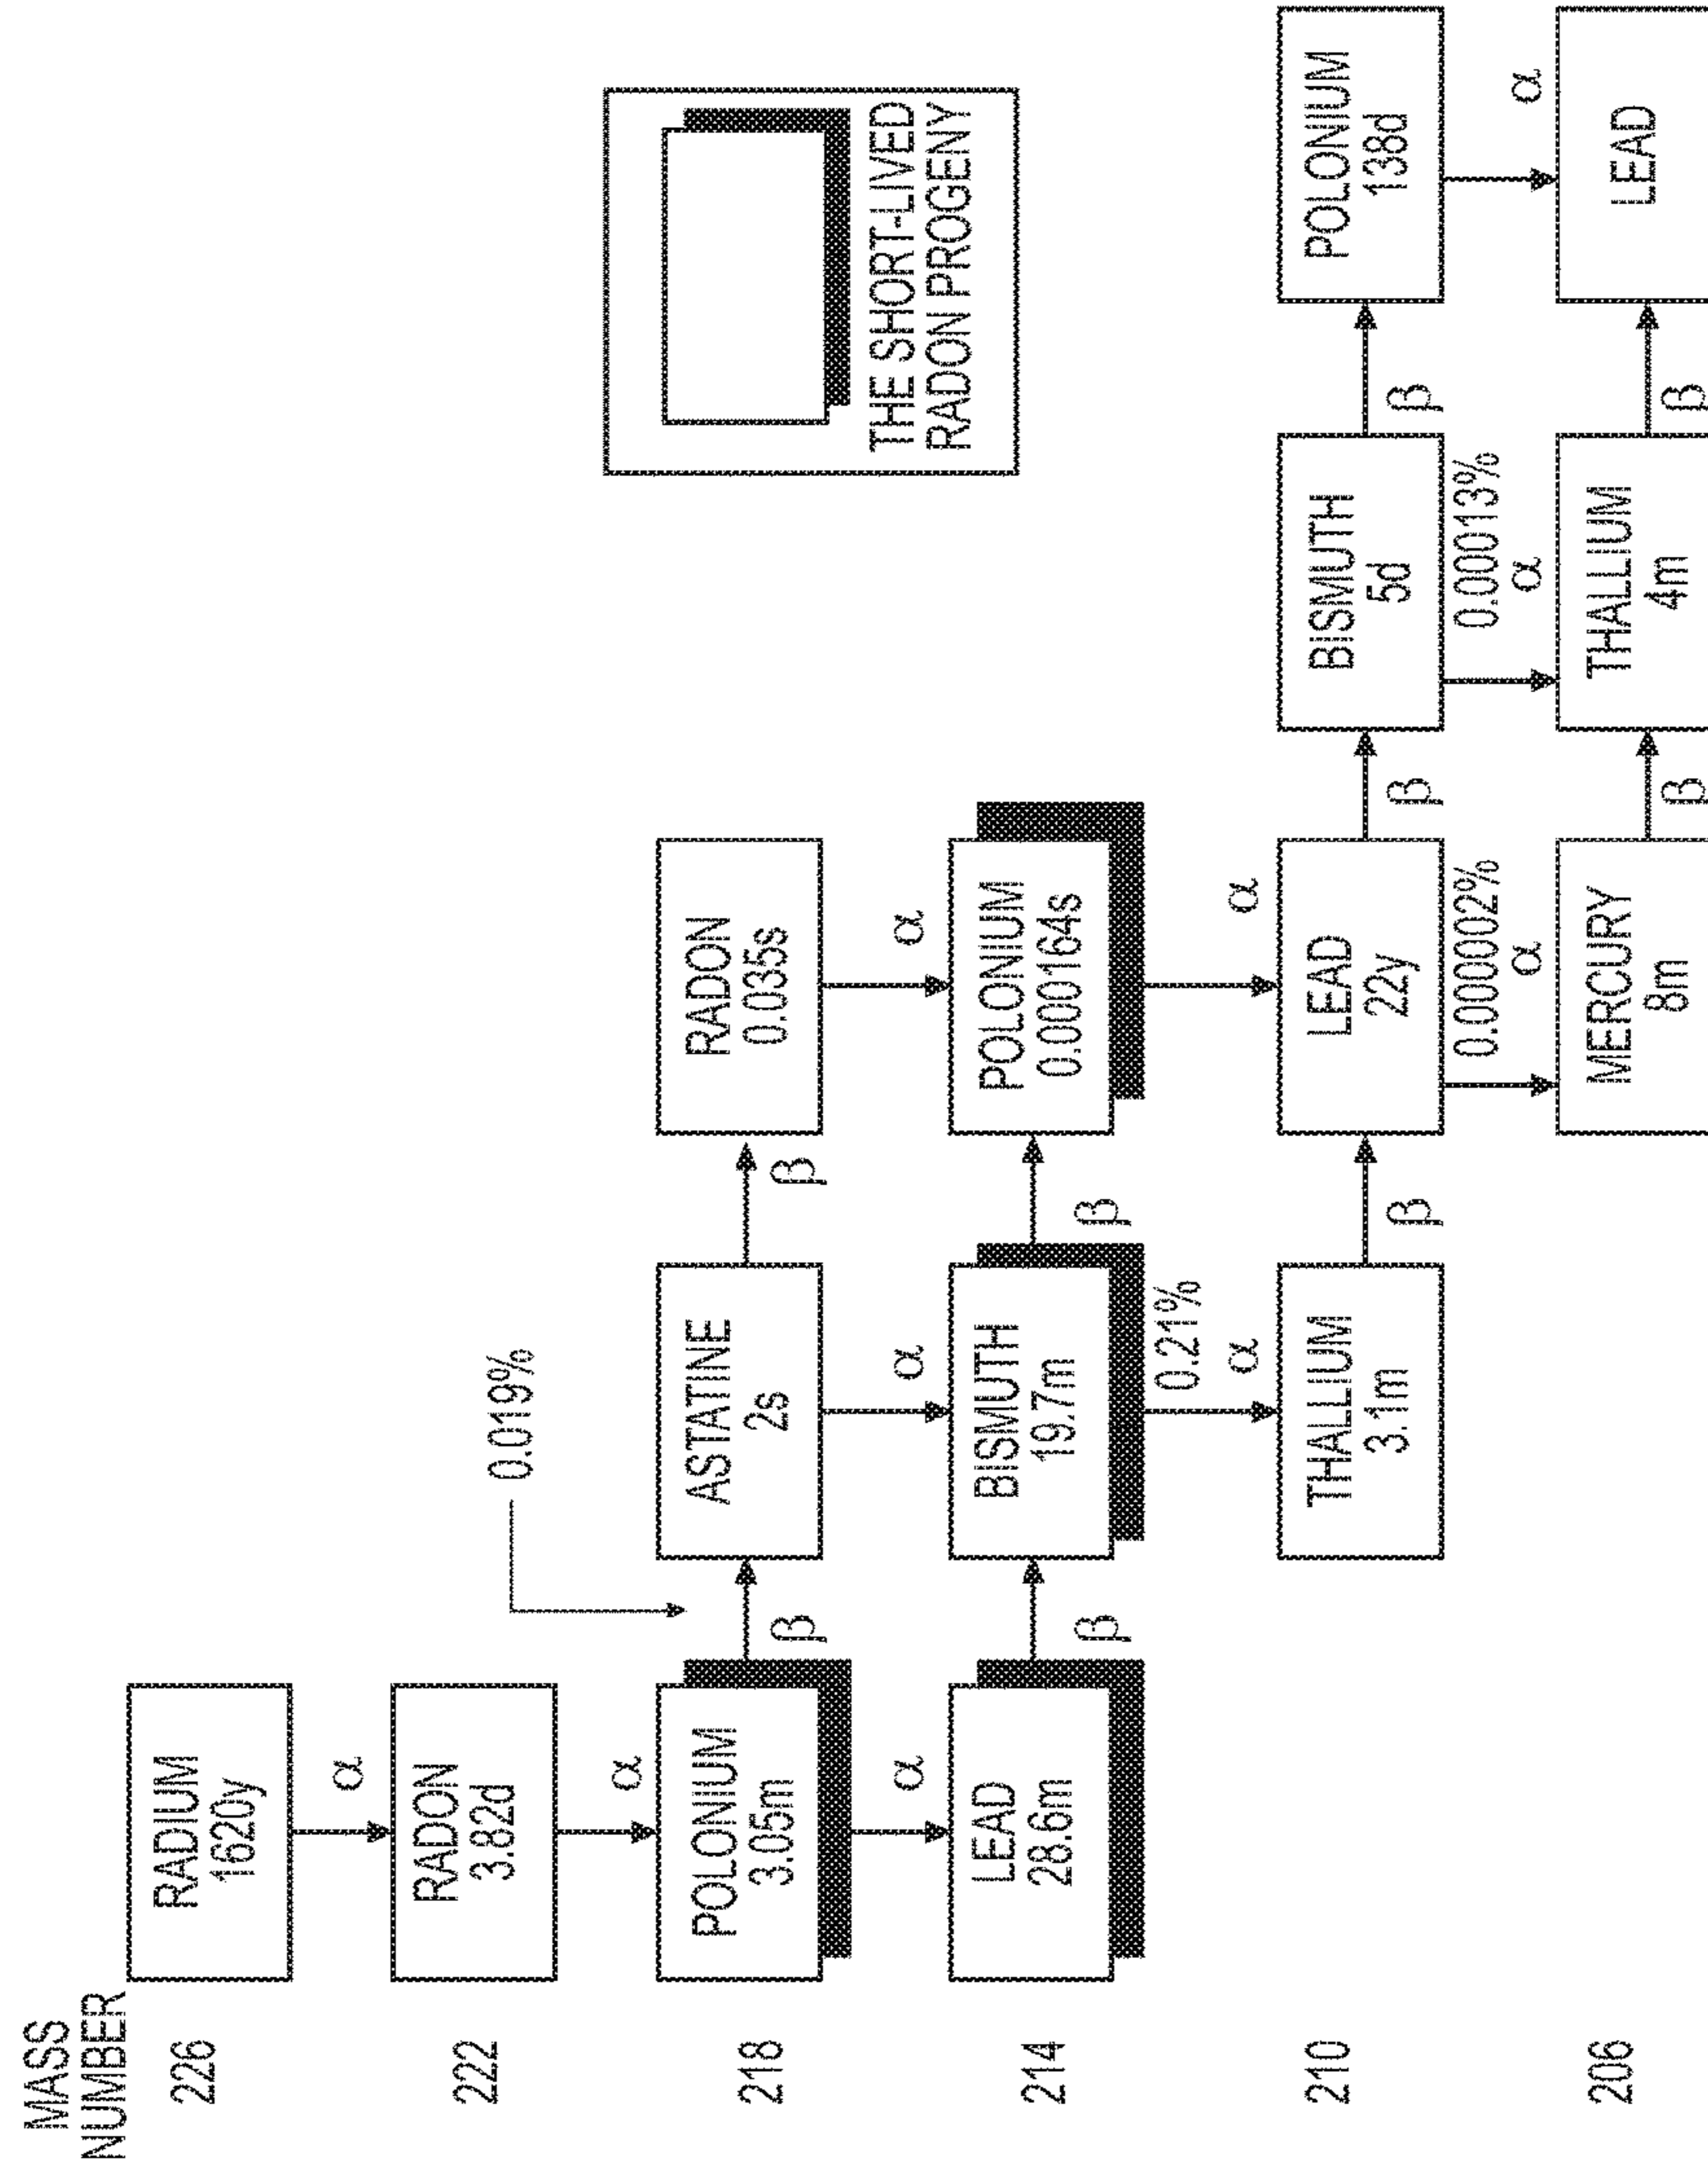 MASS
NUMBER
226
RADIUM
1620y
α
222
RADON
3.82d
α
0.019%
218
POLONIUM
3.05m
β
ASTATINE
2s
β
RADON
0.035s
THE SHORT-LIVED
RADON PROGENY
α
α
α
214
LEAD
28.6m
β
BISMUTH
19.7m
β
POLONIUM
0.000164s
0.21%
α
α
210
THALLIUM
3.1m
β
LEAD
22y
β
BISMUTH
5d
β
POLONIUM
138d
0.000002%
α
0.00013%
α
α
206
MERCURY
8m
β
THALLIUM
4m
β
LEAD